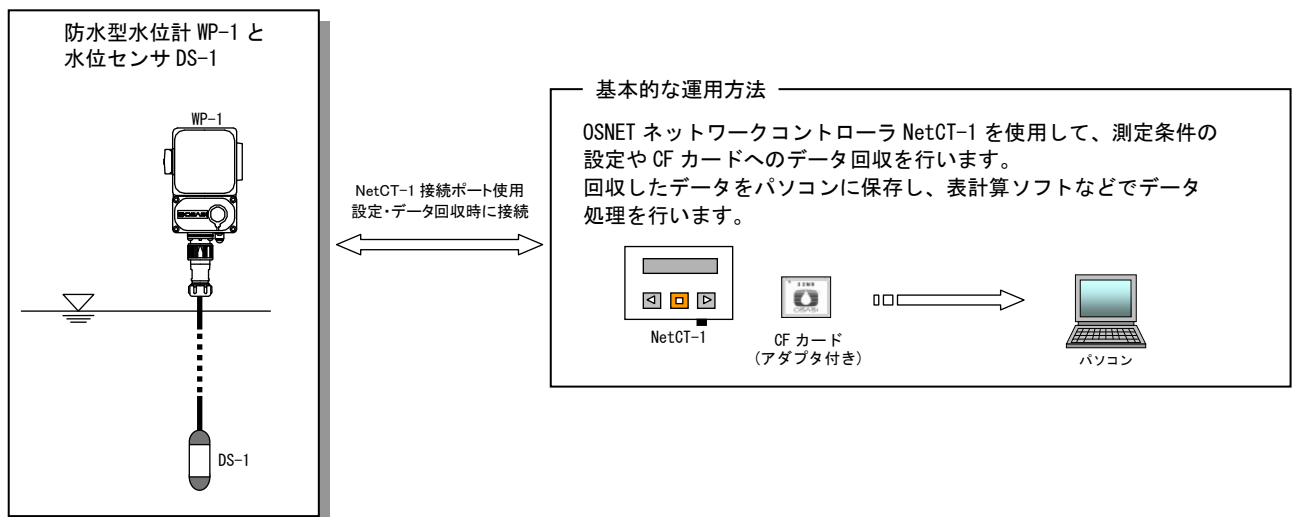 防水型水位計 WP-1 と
水位センサ DS-1
WP-1
OSASI
DS-1
NetCT-1 接続ポート使用
設定・データ回収時に接続
基本的な運用方法
OSNET ネットワークコントローラ NetCT-1 を使用して、測定条件の
設定や CF カードへのデータ回収を行います。
回収したデータをパソコンに保存し、表計算ソフトなどでデータ
処理を行います。
NetCT-1
32MB
OSASI
CF カード
(アダプタ付き)
パソコン